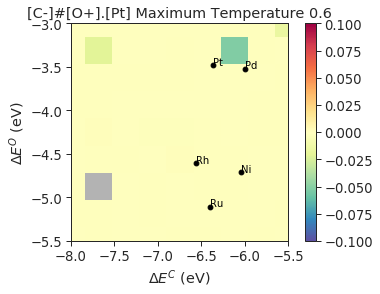 [C-]#[O+].[Pt] Maximum Temperature 0.6
−3.0
−3.5
−4.0
−4.5
−5.0
−5.5
ΔE^O (eV)
Pt
Pd
Rh
Ni
Ru
−8.0 −7.5 −7.0 −6.5 −6.0 −5.5
ΔE^C (eV)
0.100
0.075
0.050
0.025
0.000
−0.025
−0.050
−0.075
−0.100